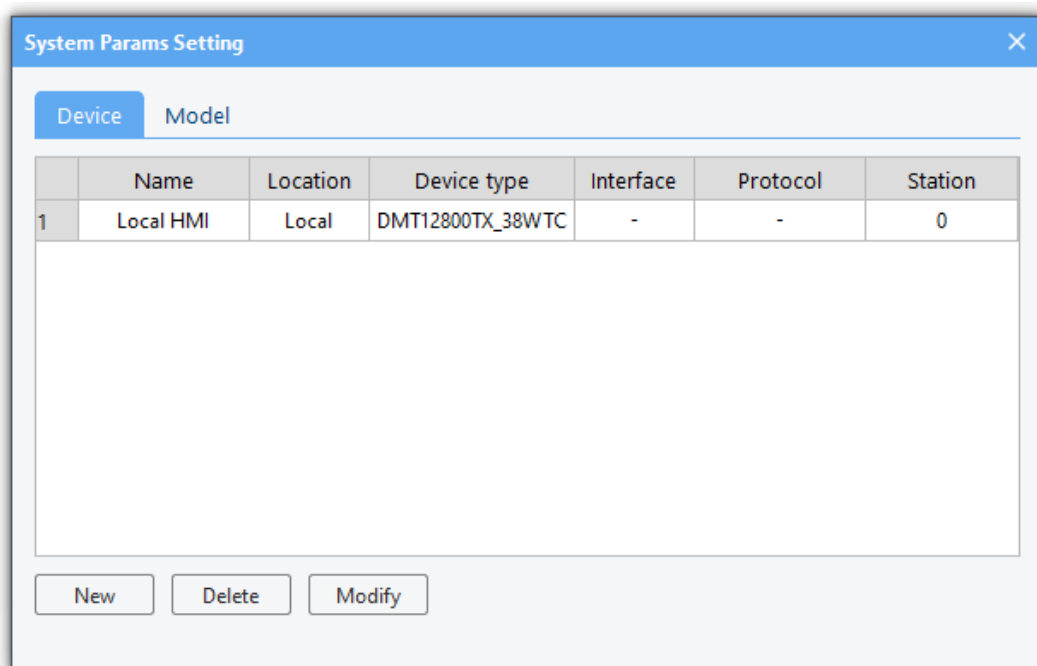 System Params Setting
Device Model
Name Location Device type Interface Protocol Station
1 Local HMI Local DMT12800TX_38WTC - - 0
New Delete Modify